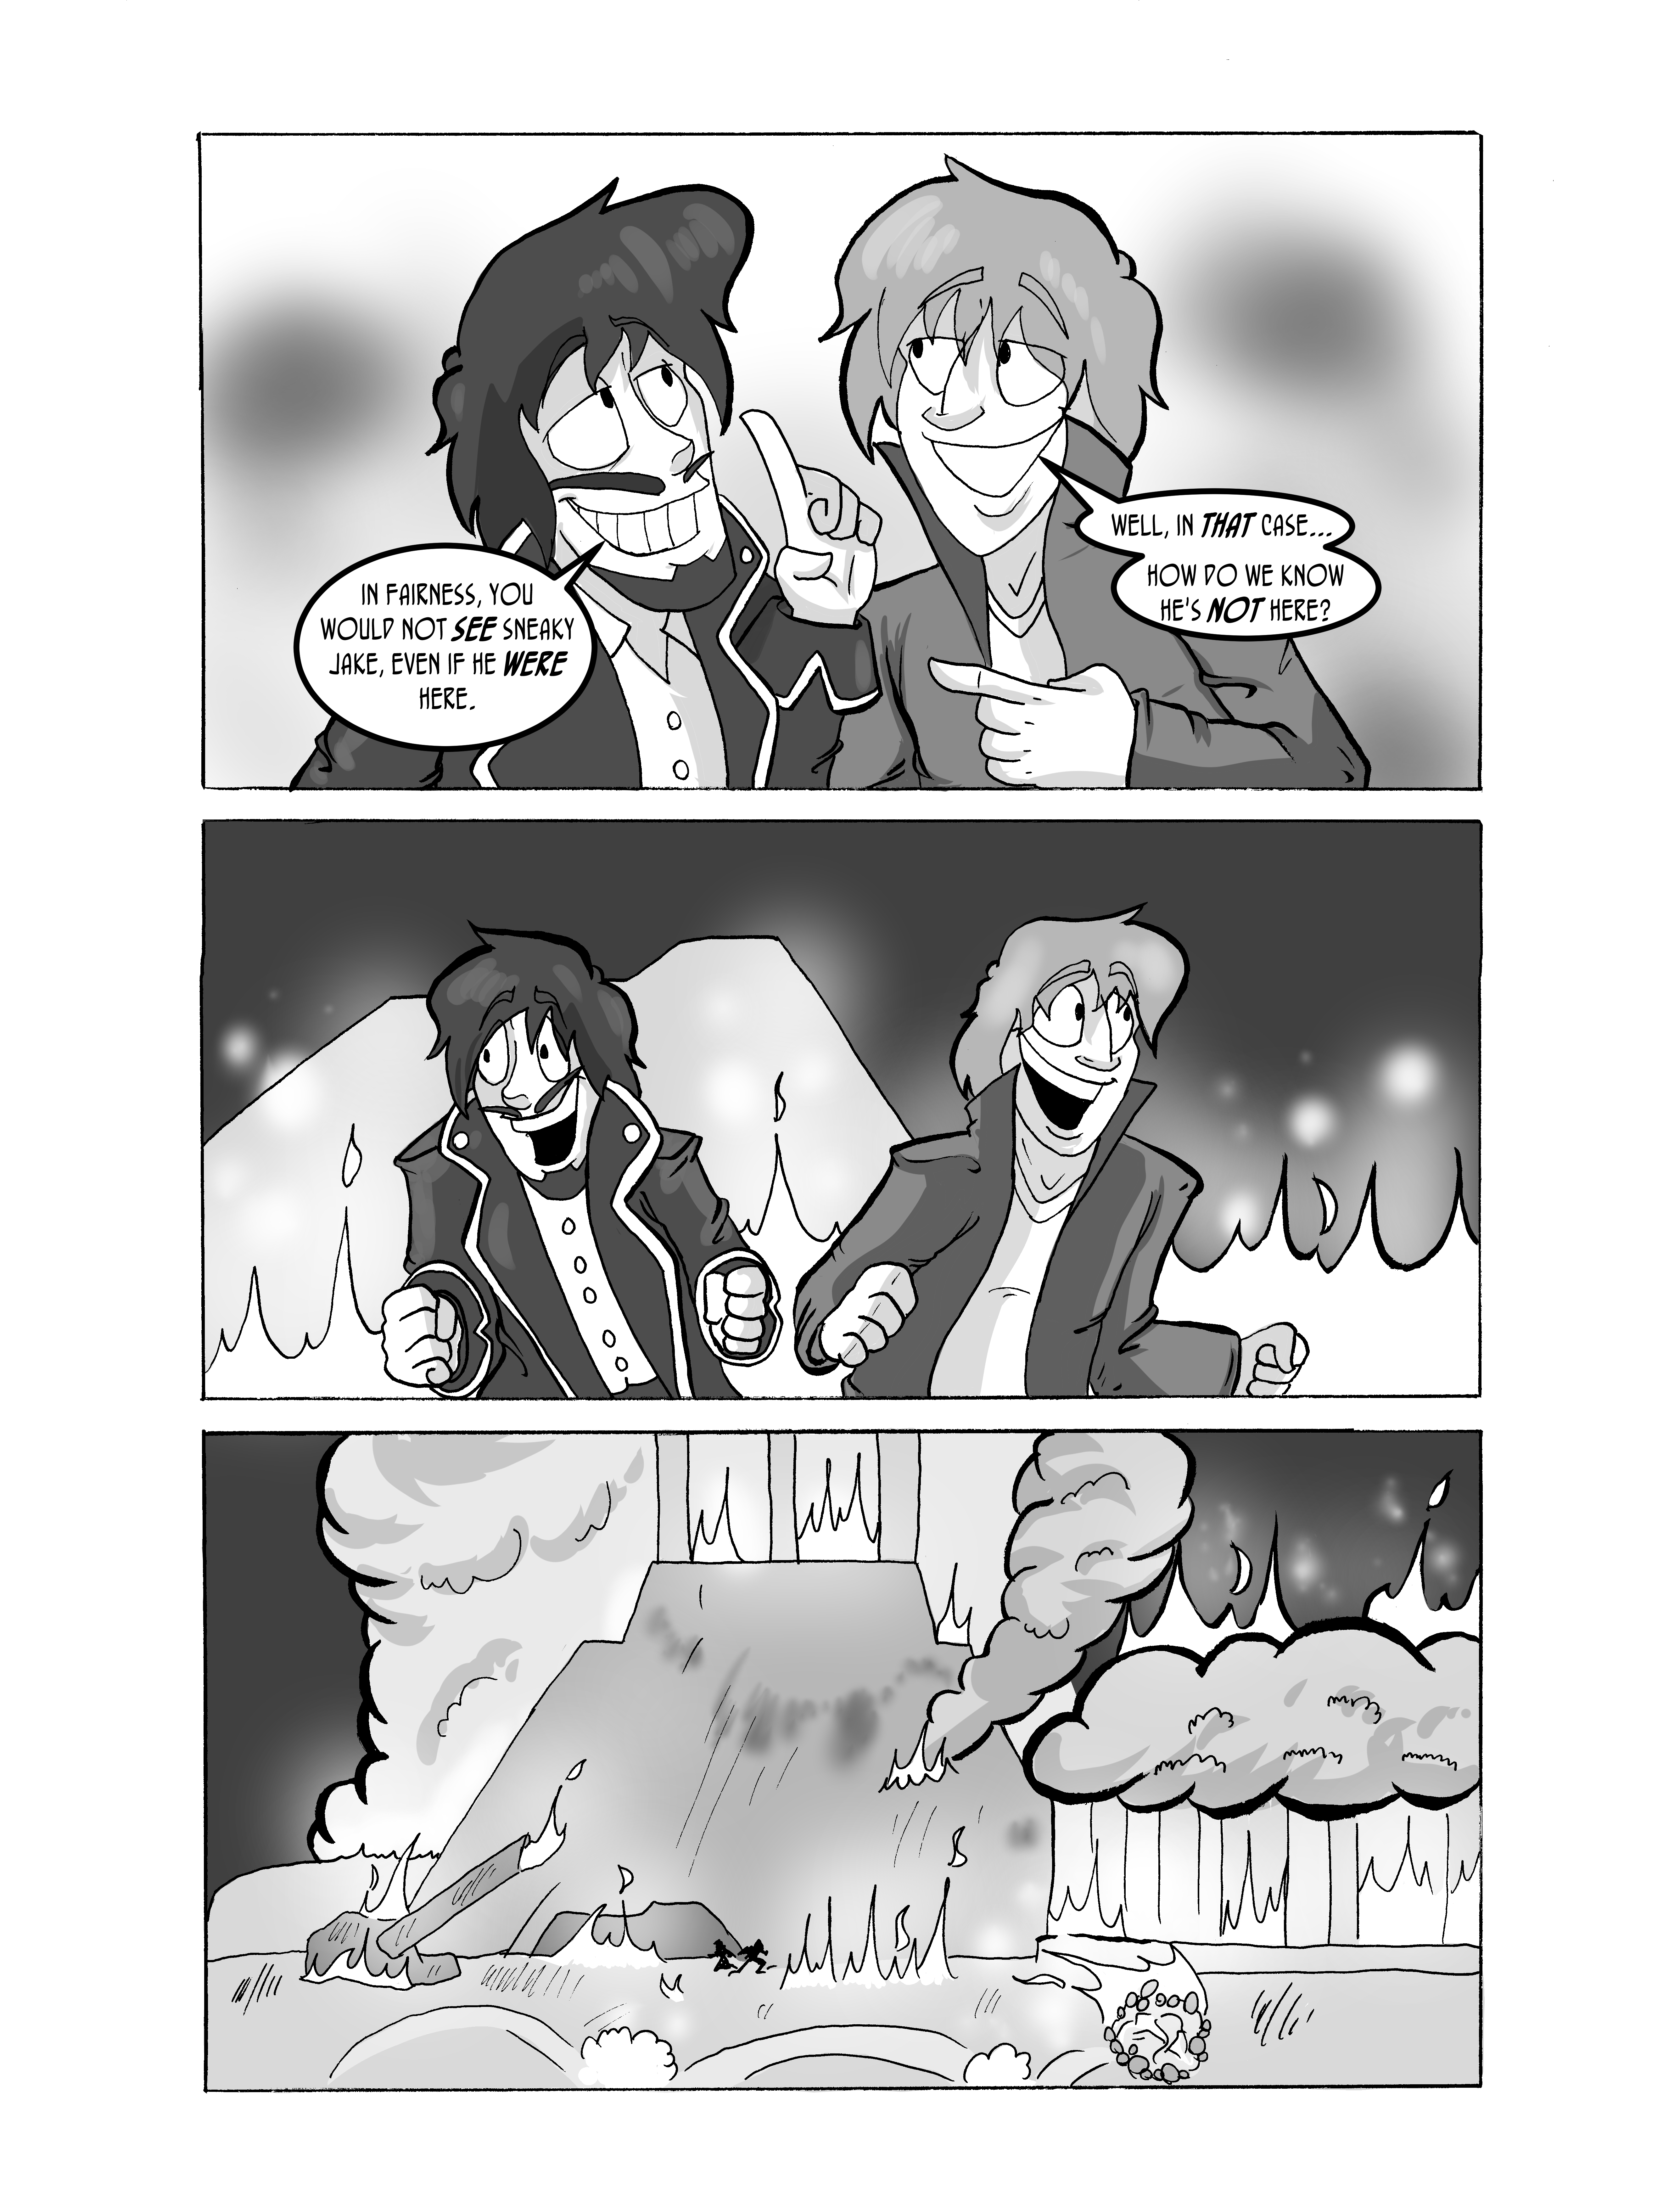 IN FAIRNESS, YOU
WOULD NOT SEE SNEAKY
JAKE, EVEN IF HE WERE
HERE.
WELL, IN THAT CASE...
HOW DO WE KNOW
HE'S NOT HERE?